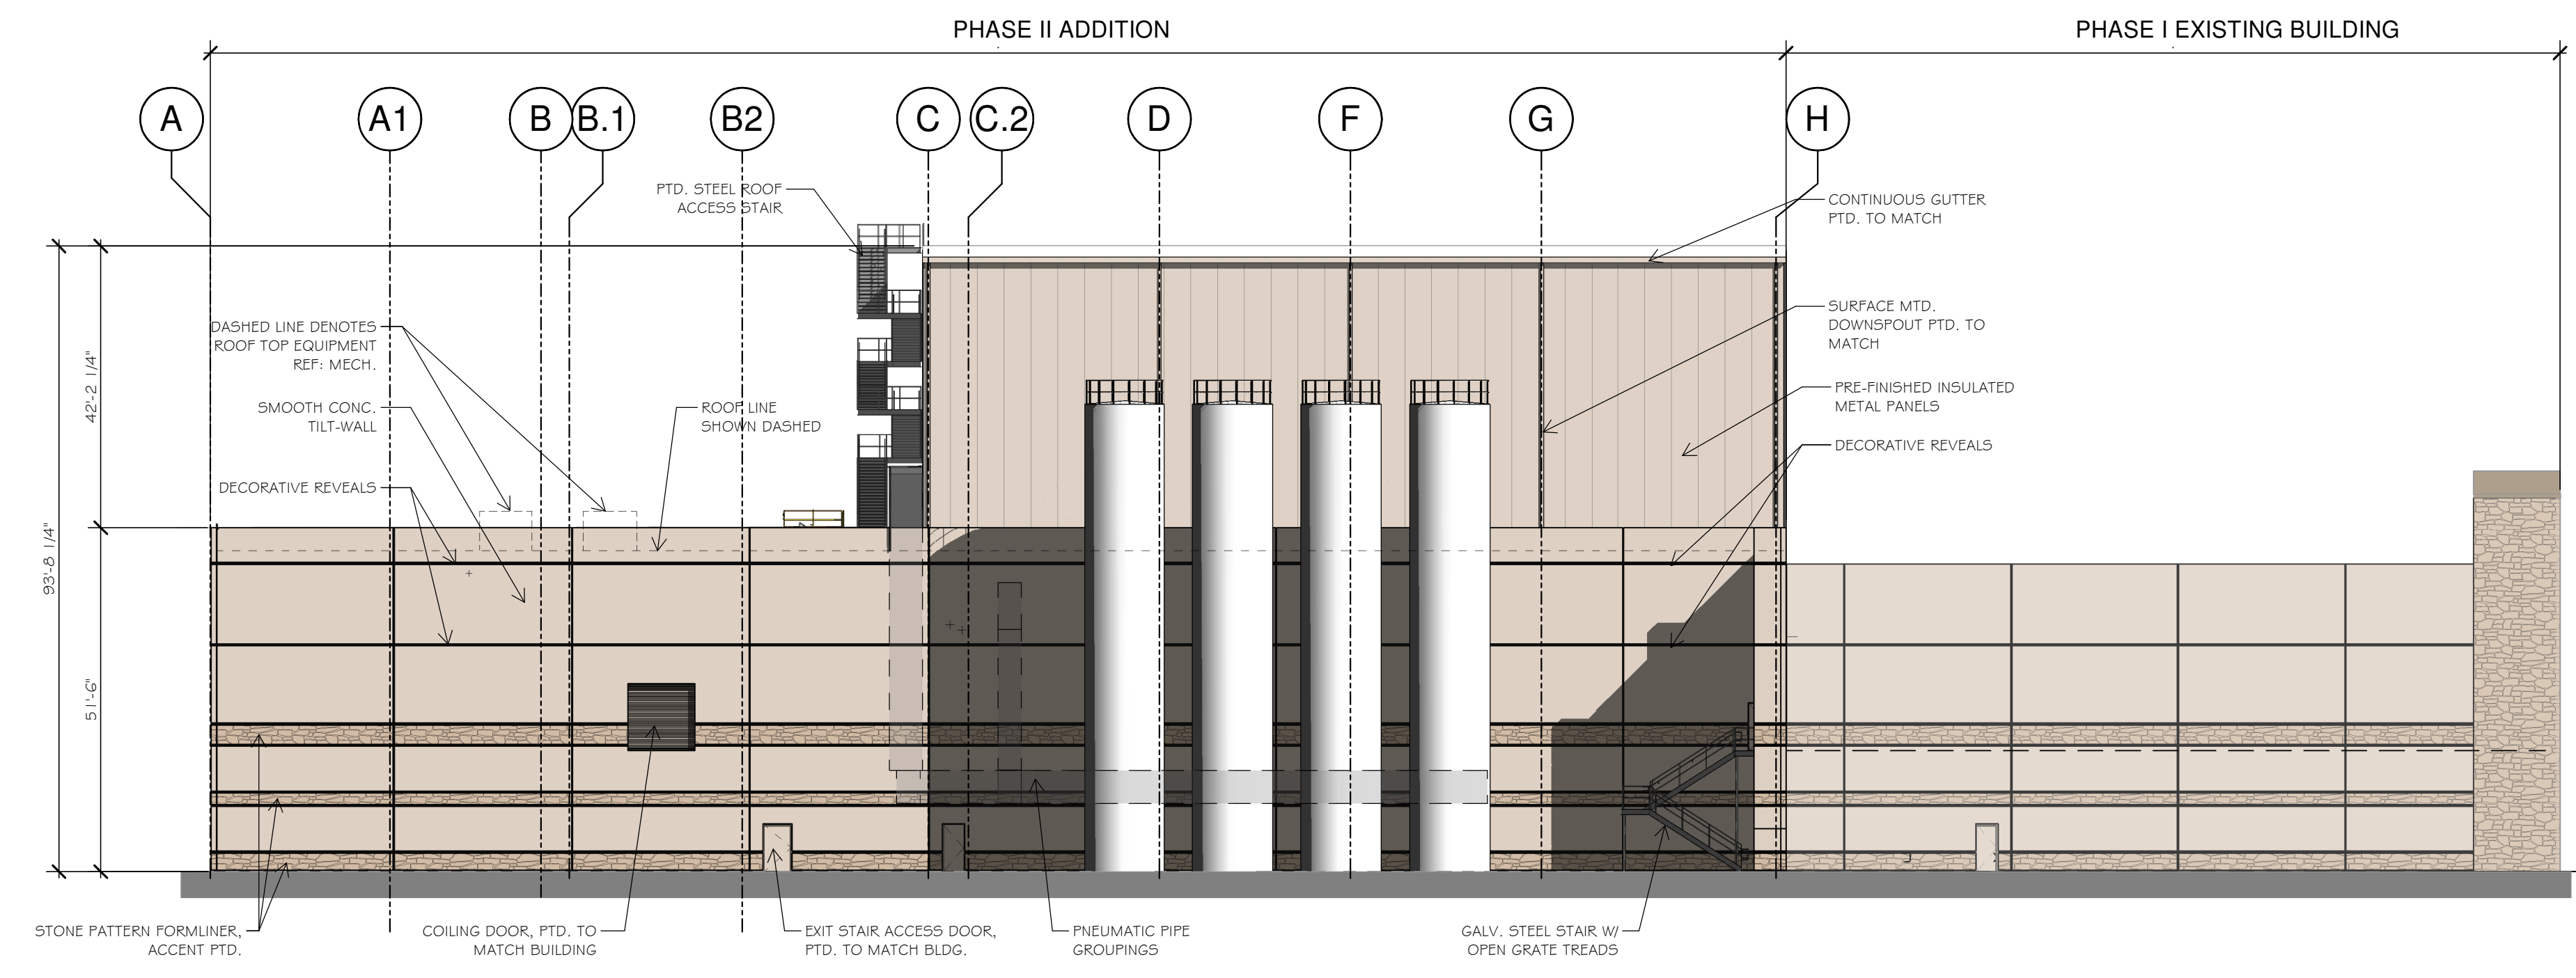 PHASE II ADDITION
PHASE I EXISTING BUILDING
A
A1
B
B.1
B2
C
C.2
D
F
G
H
PTD. STEEL ROOF
ACCESS STAIR
CONTINUOUS GUTTER
PTD. TO MATCH
DASHED LINE DENOTES
ROOF TOP EQUIPMENT
REF: MECH.
SURFACE MTD.
DOWNSPOUT PTD. TO
MATCH
42'-2 1/4"
SMOOTH CONC.
TILT-WALL
ROOF LINE
SHOWN DASHED
PRE-FINISHED INSULATED
METAL PANELS
DECORATIVE REVEALS
DECORATIVE REVEALS
93'-8 1/4"
51'-6"
STONE PATTERN FORMLINER,
ACCENT PTD.
COILING DOOR, PTD. TO
MATCH BUILDING
EXIT STAIR ACCESS DOOR,
PTD. TO MATCH BLDG.
PNEUMATIC PIPE
GROUPINGS
GALV. STEEL STAIR W/
OPEN GRATE TREADS